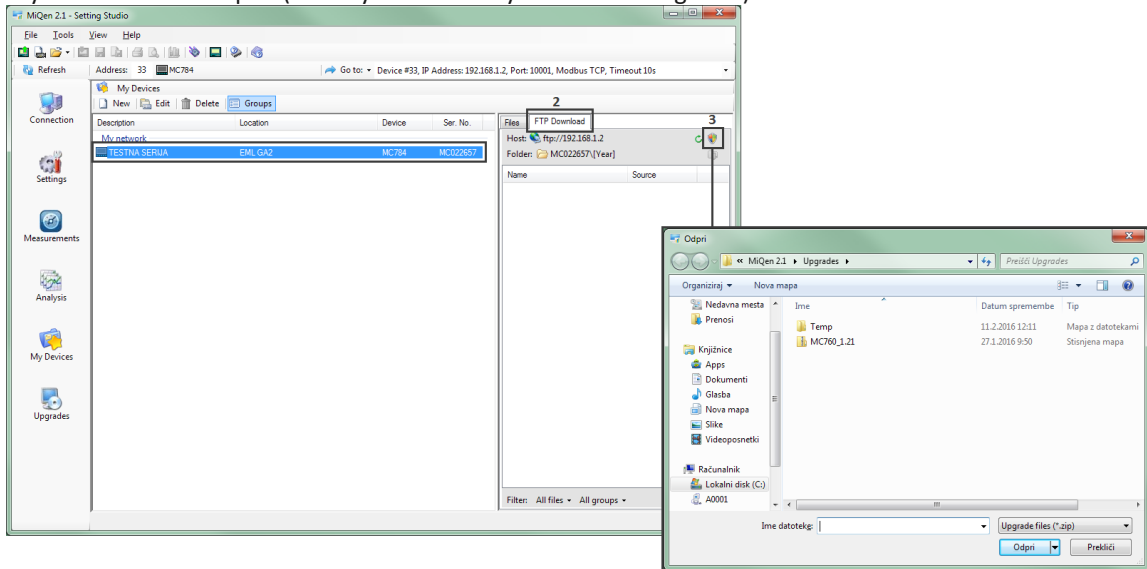 MiQen 2.1 - Setting Studio
File Tools View Help
Refresh Address: 33 MC784 Go to: Device #33, IP Address: 192.168.1.2, Port: 10001, Modbus TCP, Timeout 10s
Connection
Settings
Measurements
Analysis
My Devices
Upgrades
My Devices
New Edit Delete Groups
Description Location Device Ser. No.
My network
TESTNA SERIJA EML GA2 MC784 MC022657
2
3
Files FTP Download
Host: ftp://192.168.1.2
Folder: MC022657\[Year]
Name Source
Filter: All files All groups
Odpri
« MiQen 2.1 Upgrades
Preišči Upgrades
Organiziraj Nova mapa
Nedavna mesta
Prenosi
Knjižnice
Apps
Dokumenti
Glasba
Nova mapa
Slike
Videoposnetki
Računalnik
Lokalni disk (C:)
A0001
Ime Datum spremembe Tip
Temp 11.2.2016 12:11 Mapa z datotekami
MC760_1.21 27.1.2016 9:50 Stisnjena mapa
Ime datoteke: Upgrade files (*.zip)
Odpri Prekliči